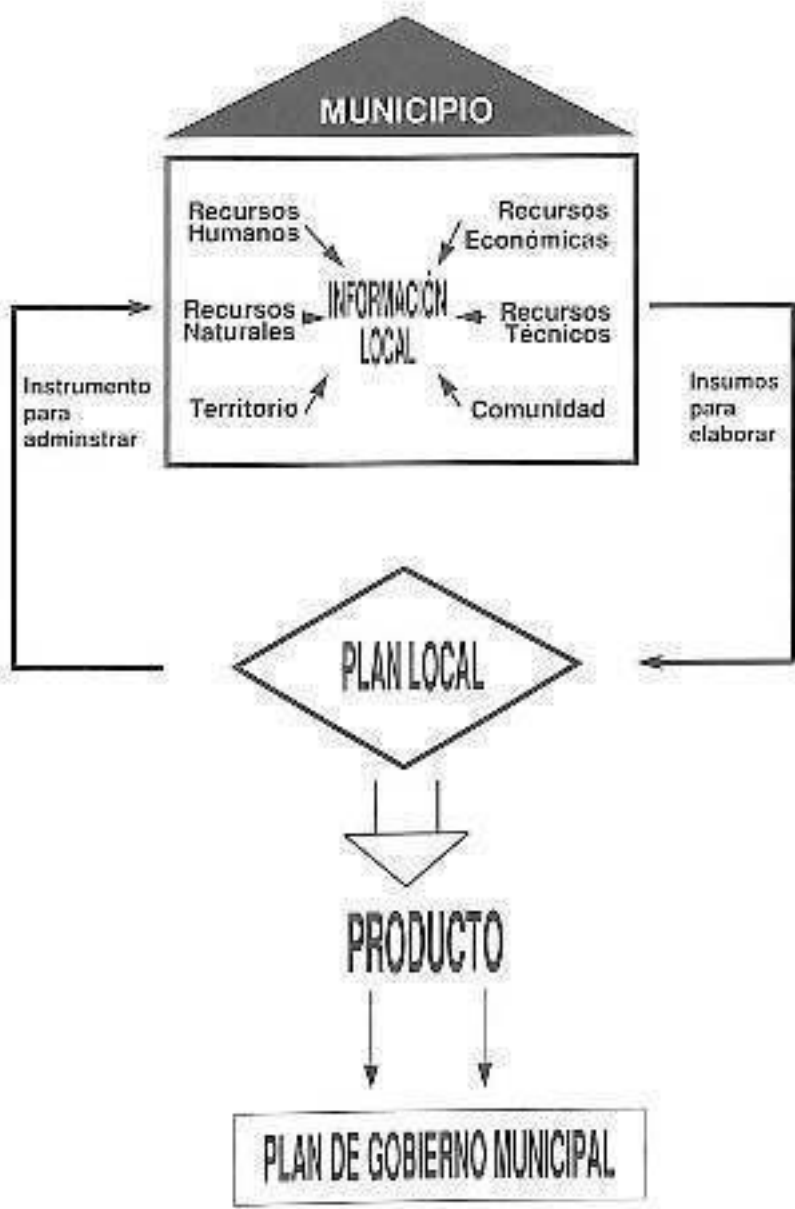 MUNICIPIO
Recursos
Humanos
Recursos
Económicas
INFORMACIÓN
LOCAL
Recursos
Naturales
Recursos
Técnicos
Territorio
Comunidad
Instrumento
para
adminstrar
Insumos
para
elaborar
PLAN LOCAL
PRODUCTO
PLAN DE GOBIERNO MUNICIPAL